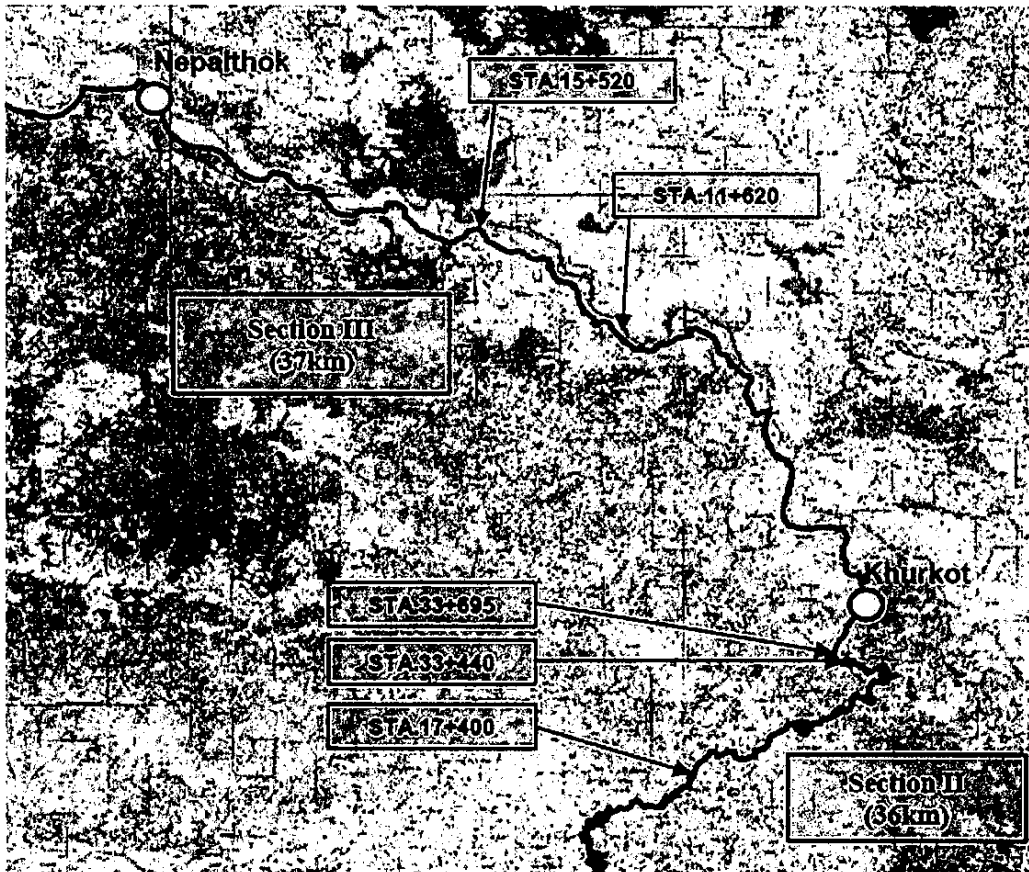 Nepalthok
STA.15+520
STA.11+620
Section III
(37km)
Khurkot
STA.33+695
STA.33+440
STA.17+400
Section II
(36km)